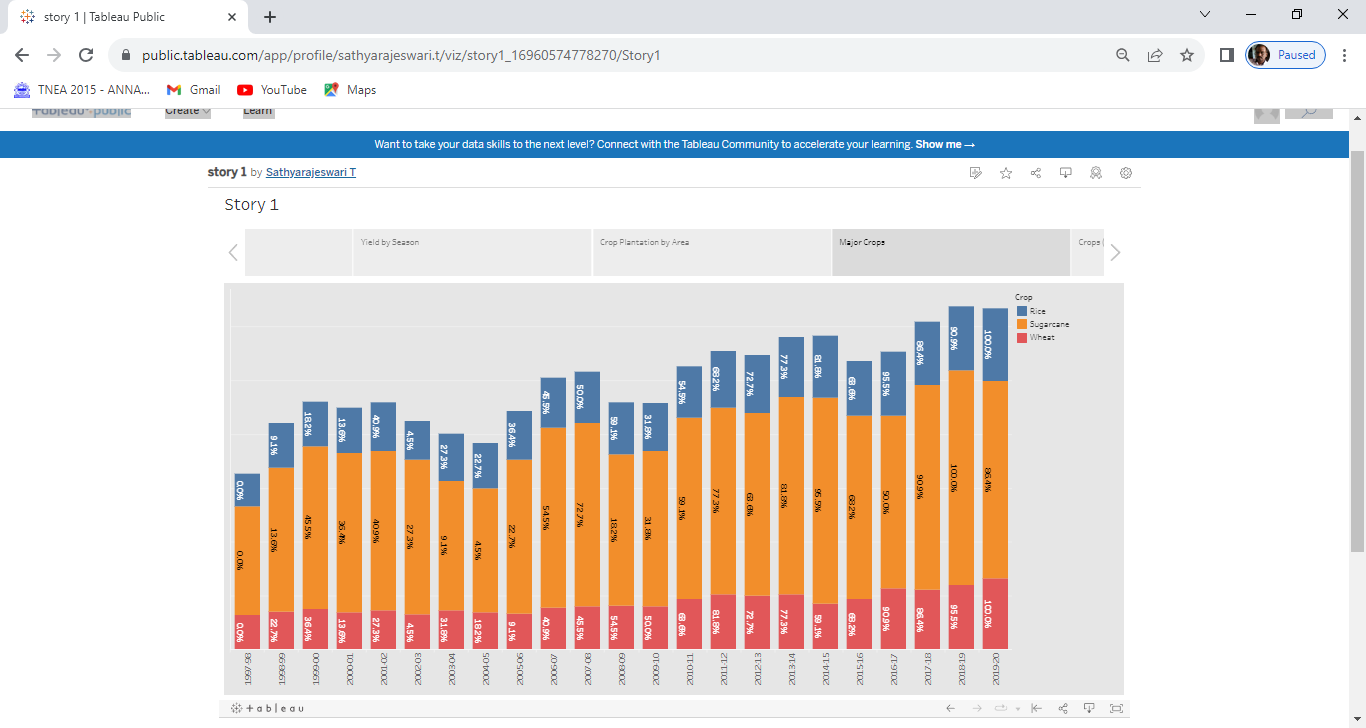 story 1 | Tableau Public
public.tableau.com/app/profile/sathyarajeswari.t/viz/story1_16960574778270/Story1
Paused
TNEA 2015 - ANNA...
Gmail
YouTube
Maps
+ableau+public
Create
Learn
Want to take your data skills to the next level? Connect with the Tableau Community to accelerate your learning. Show me →
story 1 by Sathyarajeswari T
Story 1
Yield by Season
Crop Plantation by Area
Major Crops
Crops
Crop
Rice
Sugarcane
Wheat
0.0% 9.1% 18.2% 13.6% 40.9% 4.5% 27.3% 22.7% 36.4% 45.5% 50.0% 59.1% 31.8% 54.5% 68.2% 72.7% 77.3% 81.8% 63.6% 95.5% 86.4% 90.9% 100.0%
0.0% 13.6% 45.5% 36.4% 40.9% 27.3% 9.1% 4.5% 22.7% 54.5% 72.7% 18.2% 31.8% 59.1% 77.3% 63.6% 81.8% 95.5% 68.2% 50.0% 90.9% 100.0% 86.4%
0.0% 22.7% 36.4% 13.6% 27.3% 4.5% 31.8% 18.2% 9.1% 40.9% 45.5% 54.5% 50.0% 63.6% 81.8% 72.7% 77.3% 59.1% 68.2% 90.9% 86.4% 95.5% 100.0%
1997-98 1998-99 1999-00 2000-01 2001-02 2002-03 2003-04 2004-05 2005-06 2006-07 2007-08 2008-09 2009-10 2010-11 2011-12 2012-13 2013-14 2014-15 2015-16 2016-17 2017-18 2018-19 2019-20
+ableau